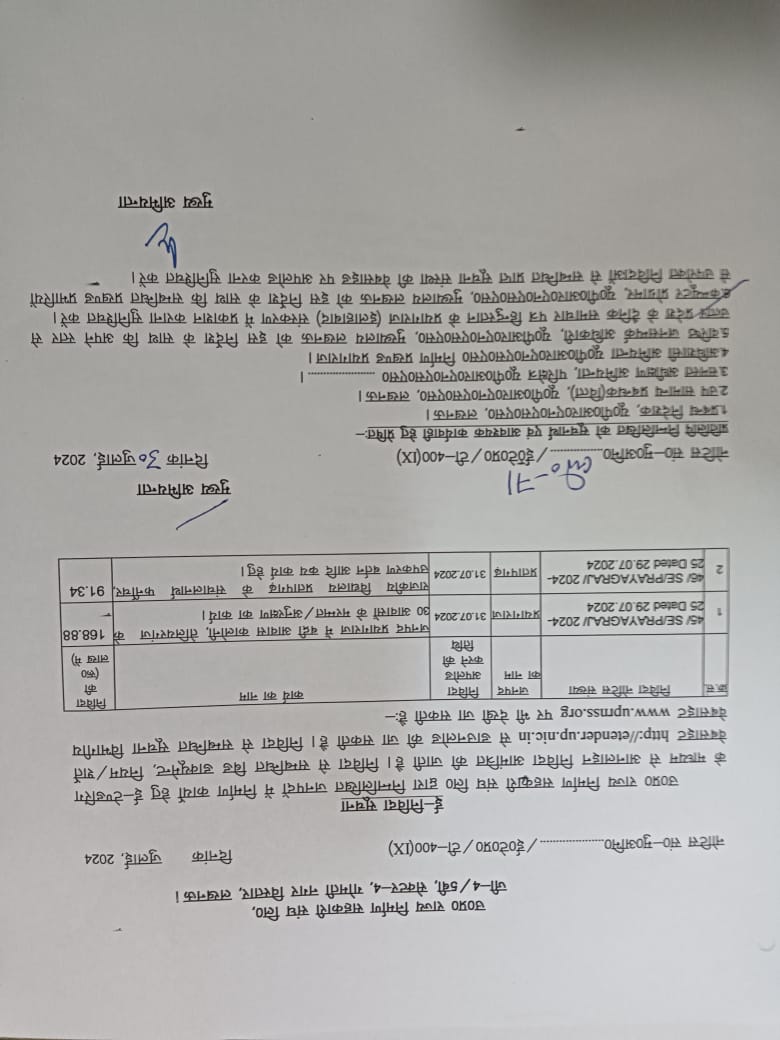 उ0प्र0 राज्य निर्माण सहकारी संघ लि0,
जी–4/5बी, सेक्टर–4, गोमती नगर विस्तार, लखनऊ।
नोटिस सं0–मु0अभि0..................../ई0टे0प्र0/टी–400(IX)
दिनांक जुलाई, 2024
ई–निविदा सूचना
उ0प्र0 राज्य निर्माण सहकारी संघ लि0 द्वारा निम्नलिखित जनपदों में निर्माण कार्यो हेतु ई–टेण्डरिंग
के माध्यम से आनलाइन निविदा आमंत्रित की जाती है। निविदा से सम्बन्धित बिड डाक्यूमेन्ट, नियम/शर्ते
वेबसाइट http://etender.up.nic.in से डाउनलोड की जा सकती है। निविदा से सम्बन्धित सूचना विभागीय
वेबसाइट www.uprnss.org पर भी देखी जा सकती हैः–
क्र.स. निविदा नोटिस संख्या जनपद का नाम निविदा अपलोड करने की तिथि कार्य का नाम निविदा की (रू0 लाख में)
1 45/ SE/PRAYAGRAJ/ 2024-25 Dated 29.07.2024 प्रयागराज 31.07.2024 जनपद प्रयागराज में बद्री आवास कालोनी, तेलियरगंज के 30 आवासों के मरम्मत/अनुरक्षण का कार्य। 168.88
2 46/ SE/PRAYAGRAJ/ 2024-25 Dated 29.07.2024 प्रतापगढ़ 31.07.2024 राजकीय विद्यालय प्रतापगढ़ के संचालनार्थ फर्नीचर, उपकरण बर्तन आदि कय कार्य हेतु। 91.34
मुख्य अभियन्ता
नोटिस सं0–मु0अभि0................/ई0टे0प्र0/टी–400(IX)
दिनांक 30 जुलाई, 2024
प्रतिलिपि निम्नलिखित को सूचनार्थ एवं आवश्यक कार्यवाही हेतु प्रेषितः–
1.प्रबन्ध निदेशक, यू0पी0आर0एन0एस0एस0, लखनऊ।
2.उप सामान्य प्रबन्धक(वित्त), यू0पी0आर0एन0एस0एस0, लखनऊ।
3.समस्त अधीक्षण अभियन्ता, परिक्षेत्र यू0पी0आर0एन0एस0एस0 .....................।
4.अधिशासी अभियन्ता यू0पी0आर0एन0एस0एस0 निर्माण प्रखण्ड प्रयागराज।
5.वरिष्ठ जनसम्पर्क अधिकारी, यू0पी0आर0एन0एस0एस0, मुख्यालय लखनऊ को इस निर्देश के साथ कि अपने स्तर से
उत्तर प्रदेश के दैनिक समाचार पत्र हिन्दुस्तान के प्रयागराज (इलाहाबाद) संस्करण में प्रकाशन कराना सुनिश्चित करें।
6.कम्प्यूटर प्रोग्रामर, यू0पी0आर0एन0एस0एस0, मुख्यालय लखनऊ को इस निर्देश के साथ कि सम्बन्धित प्रखण्ड प्रभारियों
से उपरोक्त निविदाओं से सम्बन्धित प्राप्त सूचना संस्था की वेबसाइड पर अपलोड करना सुनिश्चित करें।
मुख्य अभियन्ता